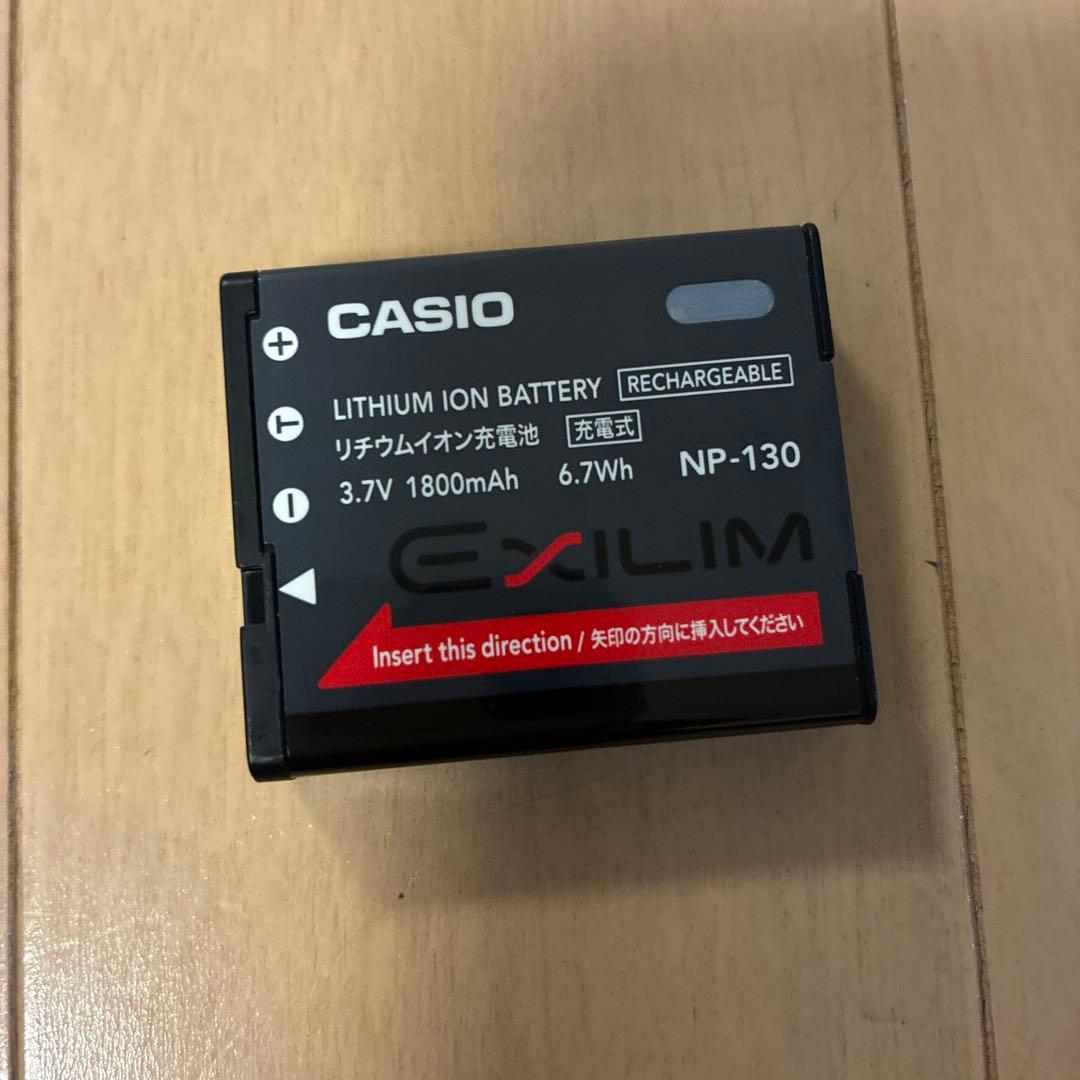 CASIO
LITHIUM ION BATTERY RECHARGEABLE
リチウムイオン充電池 充電式
3.7V 1800mAh 6.7Wh NP-130
EXILIM
Insert this direction / 矢印の方向に挿入してください
+
T
−